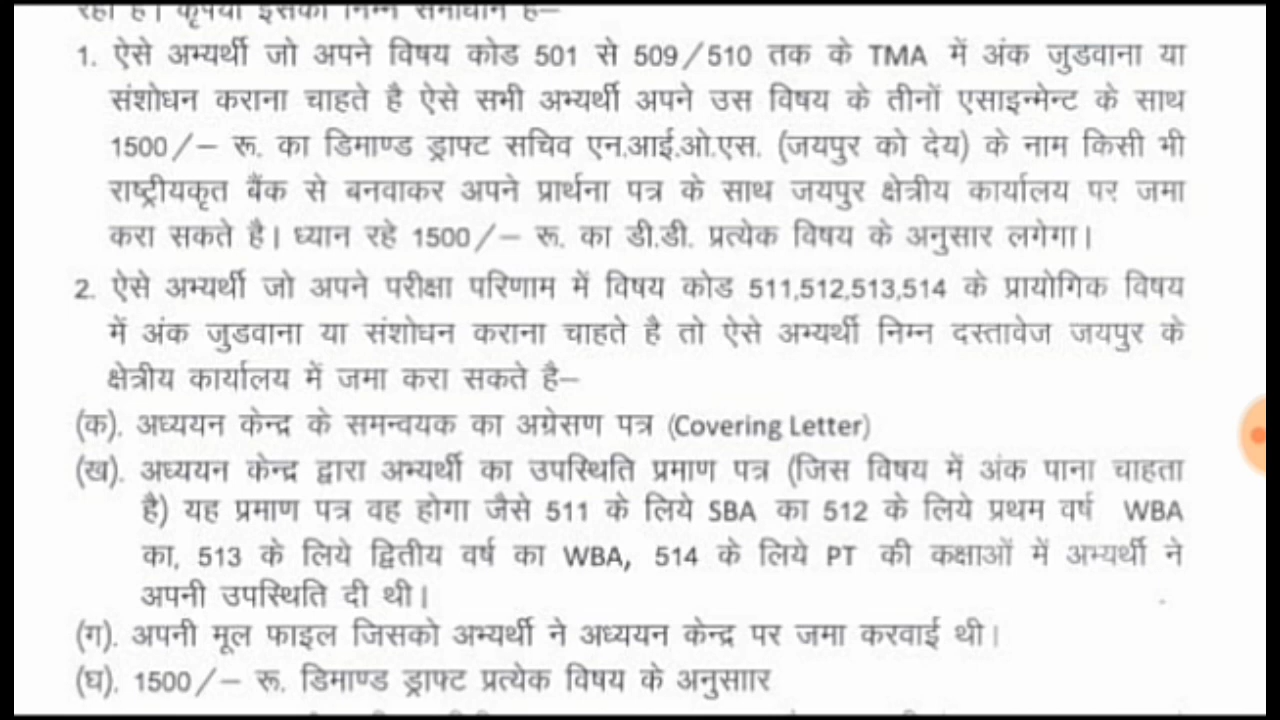 रहा है। कृपया इसका निम्न समाधान है–
1. ऐसे अभ्यर्थी जो अपने विषय कोड 501 से 509/510 तक के TMA में अंक जुडवाना या
संशोधन कराना चाहते है ऐसे सभी अभ्यर्थी अपने उस विषय के तीनों एसाइन्मेन्ट के साथ
1500/– रू. का डिमाण्ड ड्राफ्ट सचिव एन.आई.ओ.एस. (जयपुर को देय) के नाम किसी भी
राष्ट्रीयकृत बैंक से बनवाकर अपने प्रार्थना पत्र के साथ जयपुर क्षेत्रीय कार्यालय पर जमा
करा सकते है। ध्यान रहे 1500/– रू. का डी.डी. प्रत्येक विषय के अनुसार लगेगा।
2. ऐसे अभ्यर्थी जो अपने परीक्षा परिणाम में विषय कोड 511,512,513,514 के प्रायोगिक विषय
में अंक जुडवाना या संशोधन कराना चाहते है तो ऐसे अभ्यर्थी निम्न दस्तावेज जयपुर के
क्षेत्रीय कार्यालय में जमा करा सकते है–
(क). अध्ययन केन्द्र के समन्वयक का अग्रेसण पत्र (Covering Letter)
(ख). अध्ययन केन्द्र द्वारा अभ्यर्थी का उपस्थिति प्रमाण पत्र (जिस विषय में अंक पाना चाहता
है) यह प्रमाण पत्र वह होगा जैसे 511 के लिये SBA का 512 के लिये प्रथम वर्ष WBA
का, 513 के लिये द्वितीय वर्ष का WBA, 514 के लिये PT की कक्षाओं में अभ्यर्थी ने
अपनी उपस्थिति दी थी।
(ग). अपनी मूल फाइल जिसको अभ्यर्थी ने अध्ययन केन्द्र पर जमा करवाई थी।
(घ). 1500/– रू. डिमाण्ड ड्राफ्ट प्रत्येक विषय के अनुसाार